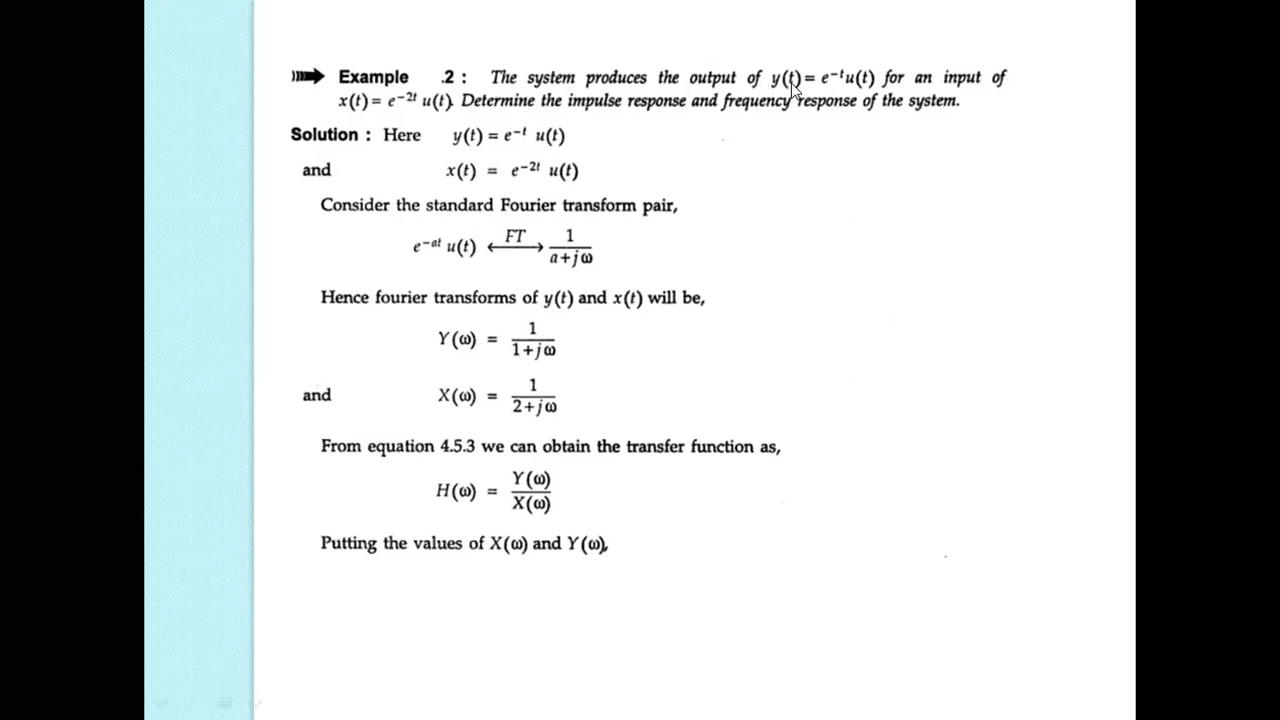 Example .2 : The system produces the output of y(t) = e⁻ᵗu(t) for an input of
x(t) = e⁻²ᵗ u(t). Determine the impulse response and frequency response of the system.
Solution : Here y(t) = e⁻ᵗ u(t)
and x(t) = e⁻²ᵗ u(t)
Consider the standard Fourier transform pair,
e⁻ᵃᵗ u(t) ←FT→ 1/(a+jω)
Hence fourier transforms of y(t) and x(t) will be,
Y(ω) = 1/(1+jω)
and X(ω) = 1/(2+jω)
From equation 4.5.3 we can obtain the transfer function as,
H(ω) = Y(ω)/X(ω)
Putting the values of X(ω) and Y(ω),